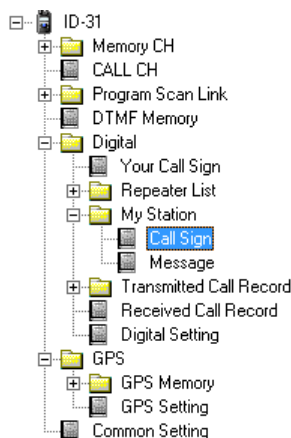 ID-31
Memory CH
CALL CH
Program Scan Link
DTMF Memory
Digital
Your Call Sign
Repeater List
My Station
Call Sign
Message
Transmitted Call Record
Received Call Record
Digital Setting
GPS
GPS Memory
GPS Setting
Common Setting